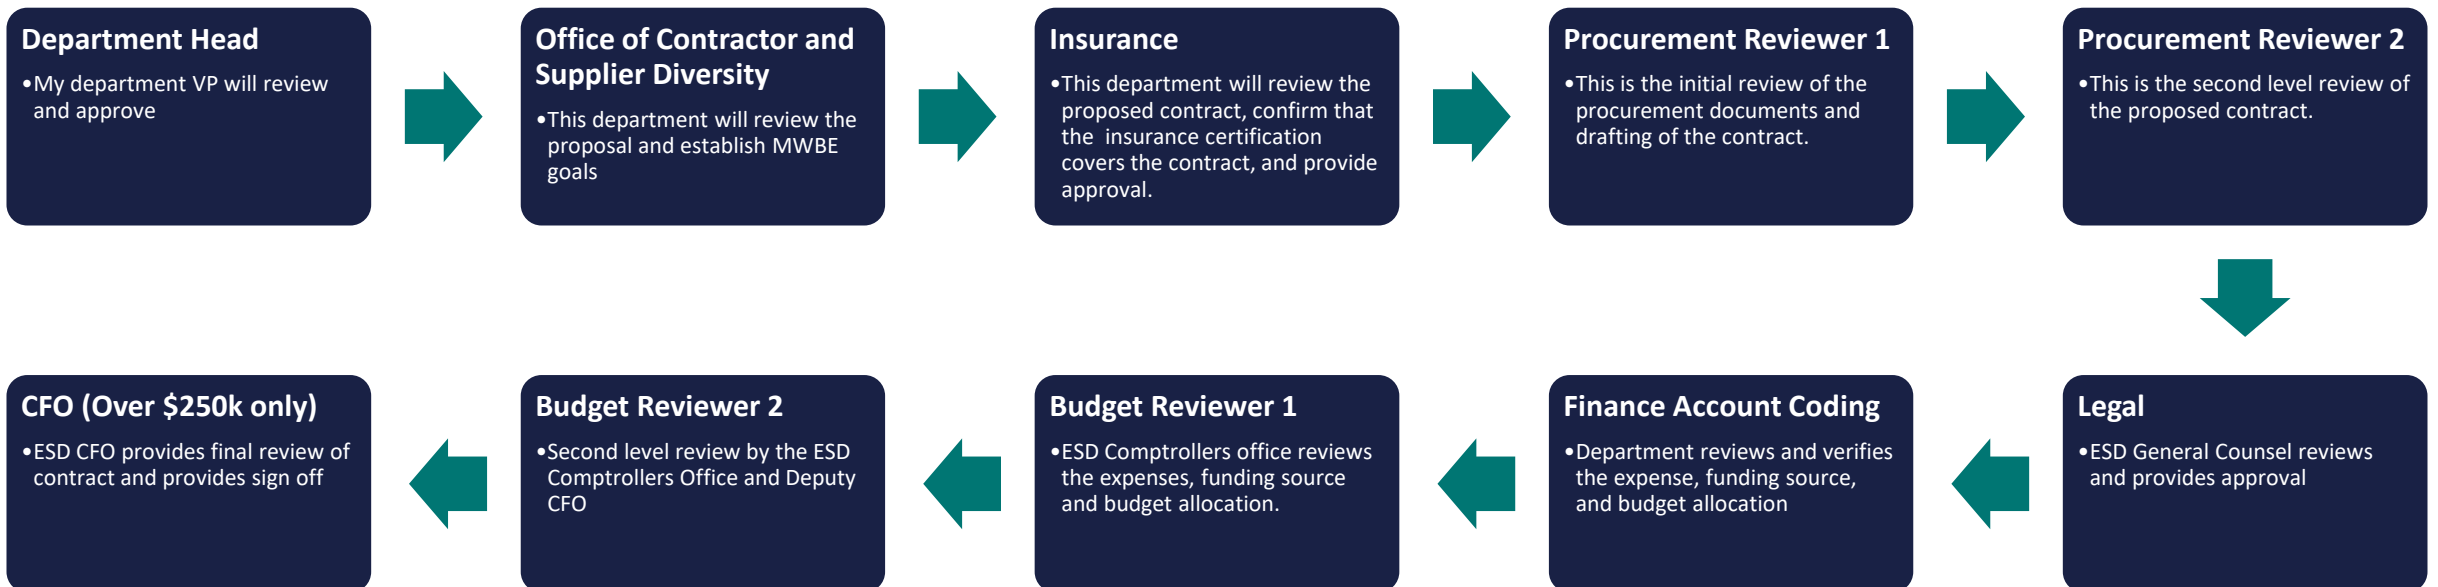 Department Head
•My department VP will review
and approve
Office of Contractor and
Supplier Diversity
•This department will review the
proposal and establish MWBE
goals
Insurance
•This department will review the
proposed contract, confirm that
the  insurance certification
covers the contract, and provide
approval.
Procurement Reviewer 1
•This is the initial review of the
procurement documents and
drafting of the contract.
Procurement Reviewer 2
•This is the second level review of
the proposed contract.
Legal
•ESD General Counsel reviews
and provides approval
Finance Account Coding
•Department reviews and verifies
the expense, funding source,
and budget allocation
Budget Reviewer 1
•ESD Comptrollers office reviews
the expenses, funding source
and budget allocation.
Budget Reviewer 2
•Second level review by the ESD
Comptrollers Office and Deputy
CFO
CFO (Over $250k only)
•ESD CFO provides final review of
contract and provides sign off